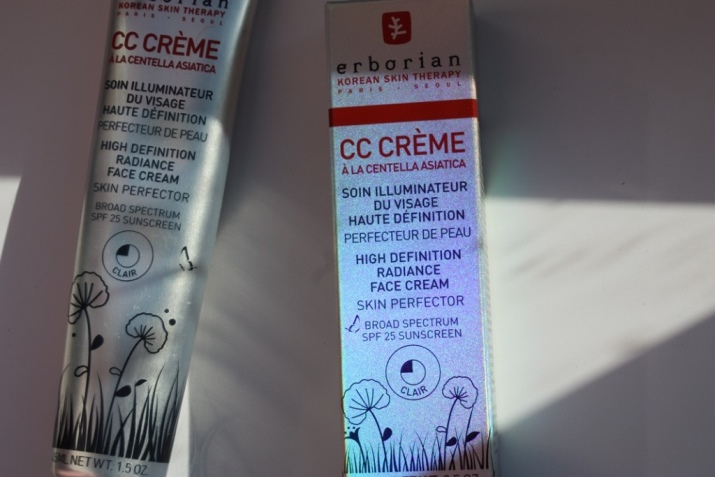 erborian
KOREAN SKIN THERAPY
PARIS - SEOUL
CC CRÈME
À LA CENTELLA ASIATICA
SOIN ILLUMINATEUR
DU VISAGE
HAUTE DÉFINITION
PERFECTEUR DE PEAU
HIGH DEFINITION
RADIANCE
FACE CREAM
SKIN PERFECTOR
BROAD SPECTRUM
SPF 25 SUNSCREEN
CLAIR
NET WT. 1.5 OZ.
erborian
KOREAN SKIN THERAPY
PARIS - SEOUL
CC CRÈME
À LA CENTELLA ASIATICA
SOIN ILLUMINATEUR
DU VISAGE
HAUTE DÉFINITION
PERFECTEUR DE PEAU
HIGH DEFINITION
RADIANCE
FACE CREAM
SKIN PERFECTOR
BROAD SPECTRUM
SPF 25 SUNSCREEN
CLAIR